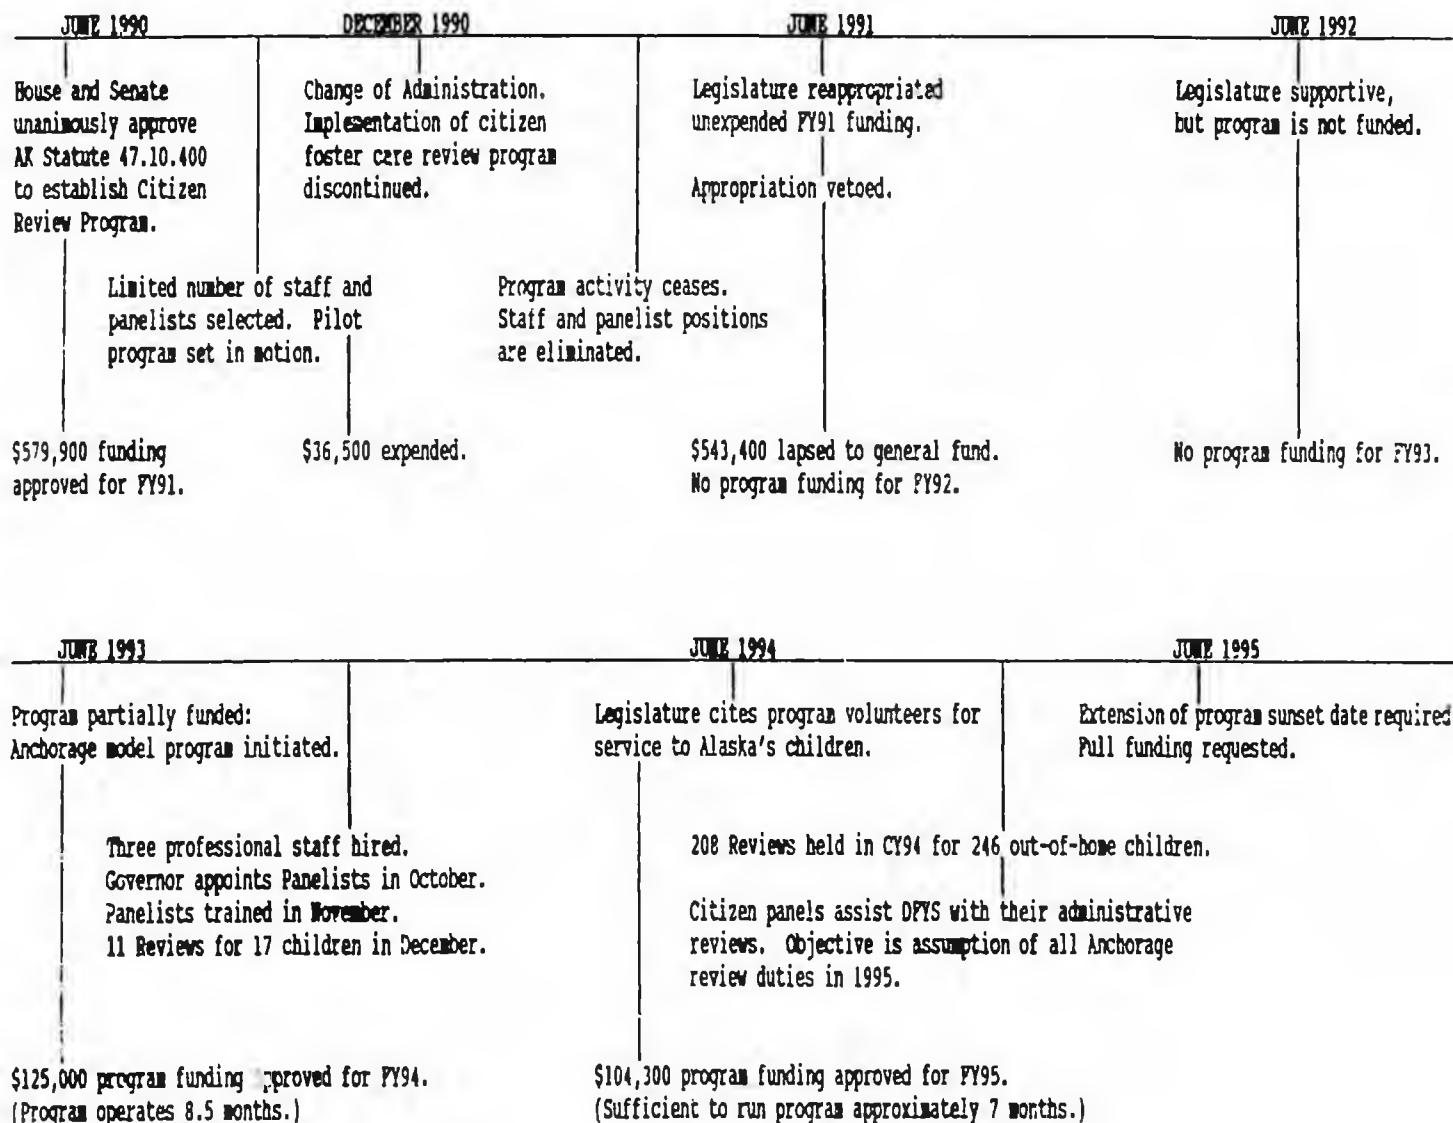 JUNE 1990
DECEMBER 1990
JUNE 1991
JUNE 1992
House and Senate
unanimously approve
AK Statute 47.10.400
to establish Citizen
Review Program.
Change of Administration.
Implementation of citizen
foster care review program
discontinued.
Legislature reappropriated
unexpended FY91 funding.
Appropriation vetoed.
Legislature supportive,
but program is not funded.
Limited number of staff and
panelists selected. Pilot
program set in motion.
Program activity ceases.
Staff and panelist positions
are eliminated.
$579,900 funding
approved for FY91.
$36,500 expended.
$543,400 lapsed to general fund.
No program funding for FY92.
No program funding for FY93.
JUNE 1993
JUNE 1994
JUNE 1995
Program partially funded:
Anchorage model program initiated.
Legislature cites program volunteers for
service to Alaska's children.
Extension of program sunset date required
Full funding requested.
Three professional staff hired.
Governor appoints Panelists in October.
Panelists trained in November.
11 Reviews for 17 children in December.
208 Reviews held in CY94 for 246 out-of-home children.
Citizen panels assist DFYS with their administrative
reviews. Objective is assumption of all Anchorage
review duties in 1995.
$125,000 program funding approved for FY94.
(Program operates 8.5 months.)
$104,300 program funding approved for FY95.
(Sufficient to run program approximately 7 months.)